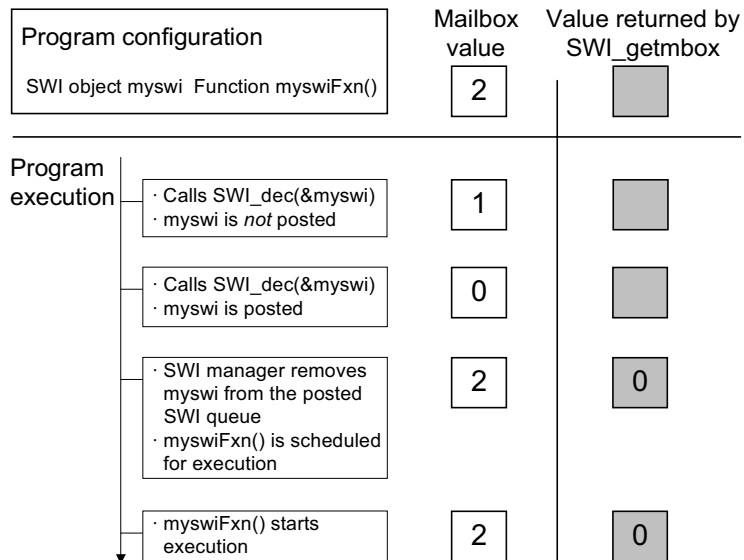 Program configuration
SWI object myswi Function myswiFxn()
Mailbox
value
Value returned by
SWI_getmbox
2
Program
execution
· Calls SWI_dec(&myswi)
· myswi is not posted
1
· Calls SWI_dec(&myswi)
· myswi is posted
0
· SWI manager removes
myswi from the posted
SWI queue
· myswiFxn() is scheduled
for execution
2
0
· myswiFxn() starts
execution
2
0